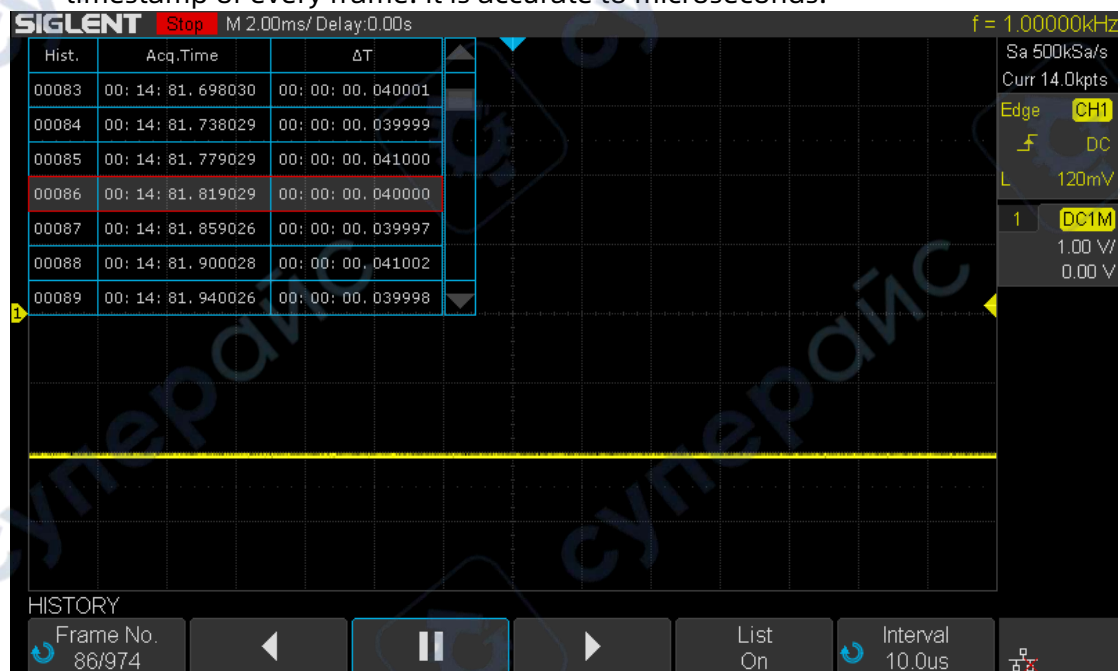 timestamp of every frame. It is accurate to microseconds.
SIGLENT Stop M 2.00ms/ Delay:0.00s f = 1.00000kHz
Hist. Acq.Time ΔT
00083 00: 14: 81. 698030 00: 00: 00. 040001
00084 00: 14: 81. 738029 00: 00: 00. 039999
00085 00: 14: 81. 779029 00: 00: 00. 041000
00086 00: 14: 81. 819029 00: 00: 00. 040000
00087 00: 14: 81. 859026 00: 00: 00. 039997
00088 00: 14: 81. 900028 00: 00: 00. 041002
00089 00: 14: 81. 940026 00: 00: 00. 039998
1
Sa 500kSa/s
Curr 14.0kpts
Edge CH1
DC
L 120mV
1 DC1M
1.00 V/
0.00 V
суперайс
суперайс
HISTORY
Frame No.
86/974
List
On
Interval
10.0us